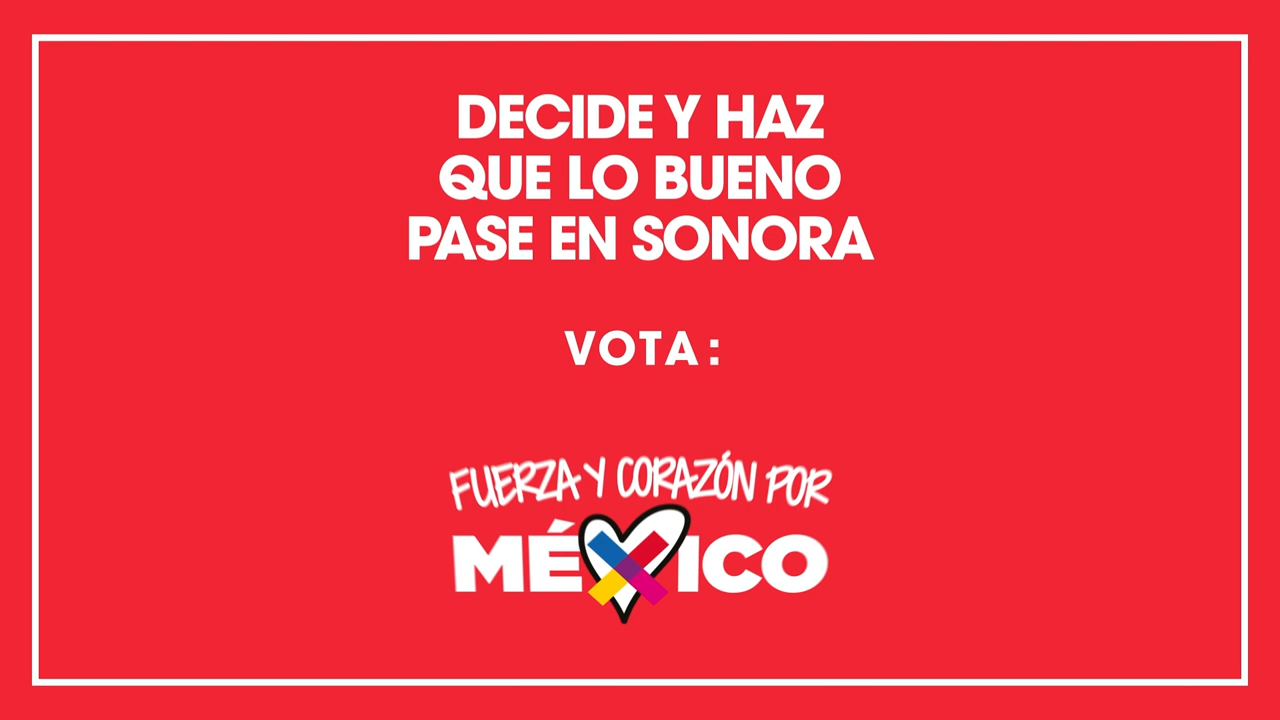 DECIDE Y HAZ
QUE LO BUENO
PASE EN SONORA
VOTA:
FUERZA Y CORAZÓN POR
MÉXICO